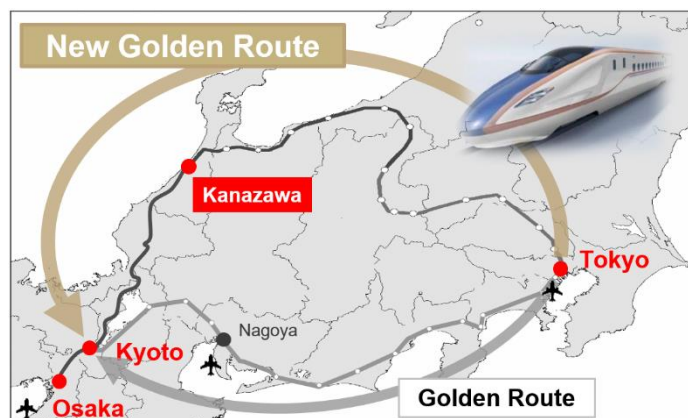 New Golden Route
Kanazawa
Tokyo
Nagoya
Kyoto
Golden Route
Osaka